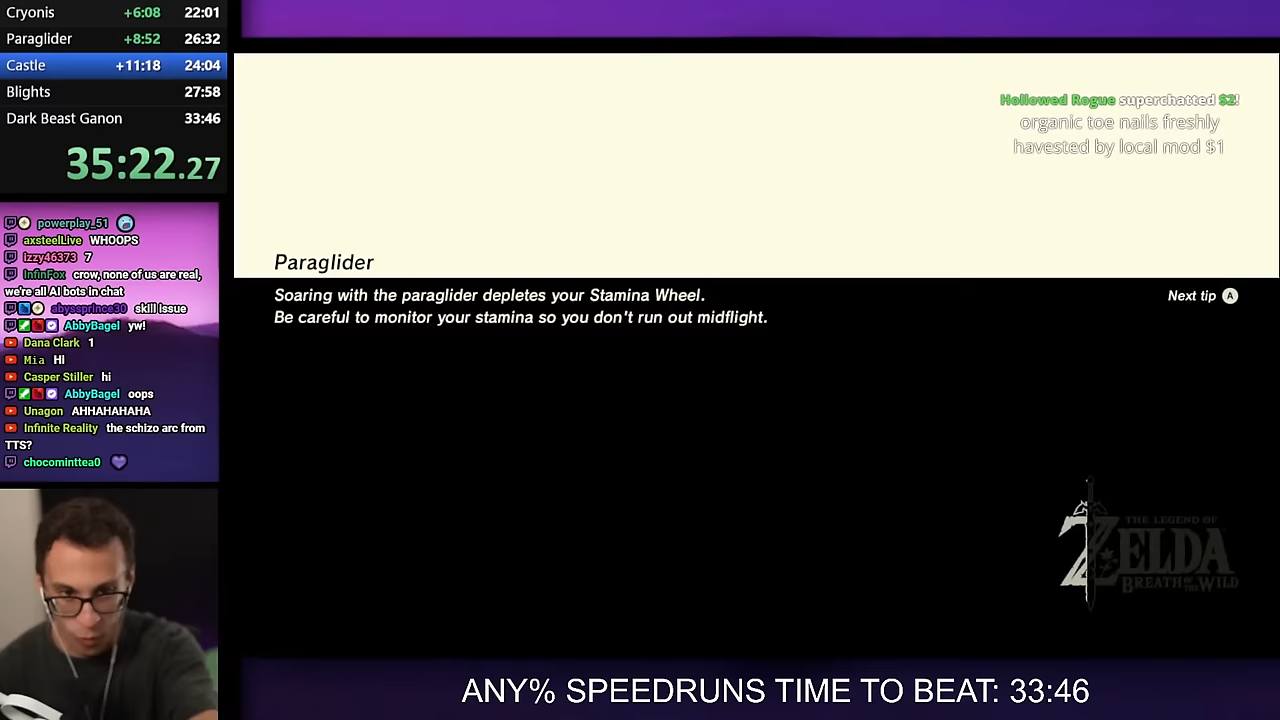 Cryonis +6:08 22:01
Paraglider +8:52 26:32
Castle +11:18 24:04
Blights 27:58
Dark Beast Ganon 33:46
35:22.27
powerplay_51
axsteelLive WHOOPS
izzy46373 7
InfinFox crow, none of us are real,
we're all AI bots in chat
abyssprince30 skill issue
AbbyBagel yw!
Dana Clark 1
Mia Hi
Casper Stiller hi
AbbyBagel oops
Unagon AHHAHAHAHA
Infinite Reality the schizo arc from
TTS?
chocominttea0
Hollowed Rogue superchatted $2!
organic toe nails freshly
havested by local mod $1
Paraglider
Soaring with the paraglider depletes your Stamina Wheel.
Be careful to monitor your stamina so you don't run out midflight.
Next tip A
THE LEGEND OF
ZELDA
BREATH OF THE WILD
ANY% SPEEDRUNS TIME TO BEAT: 33:46